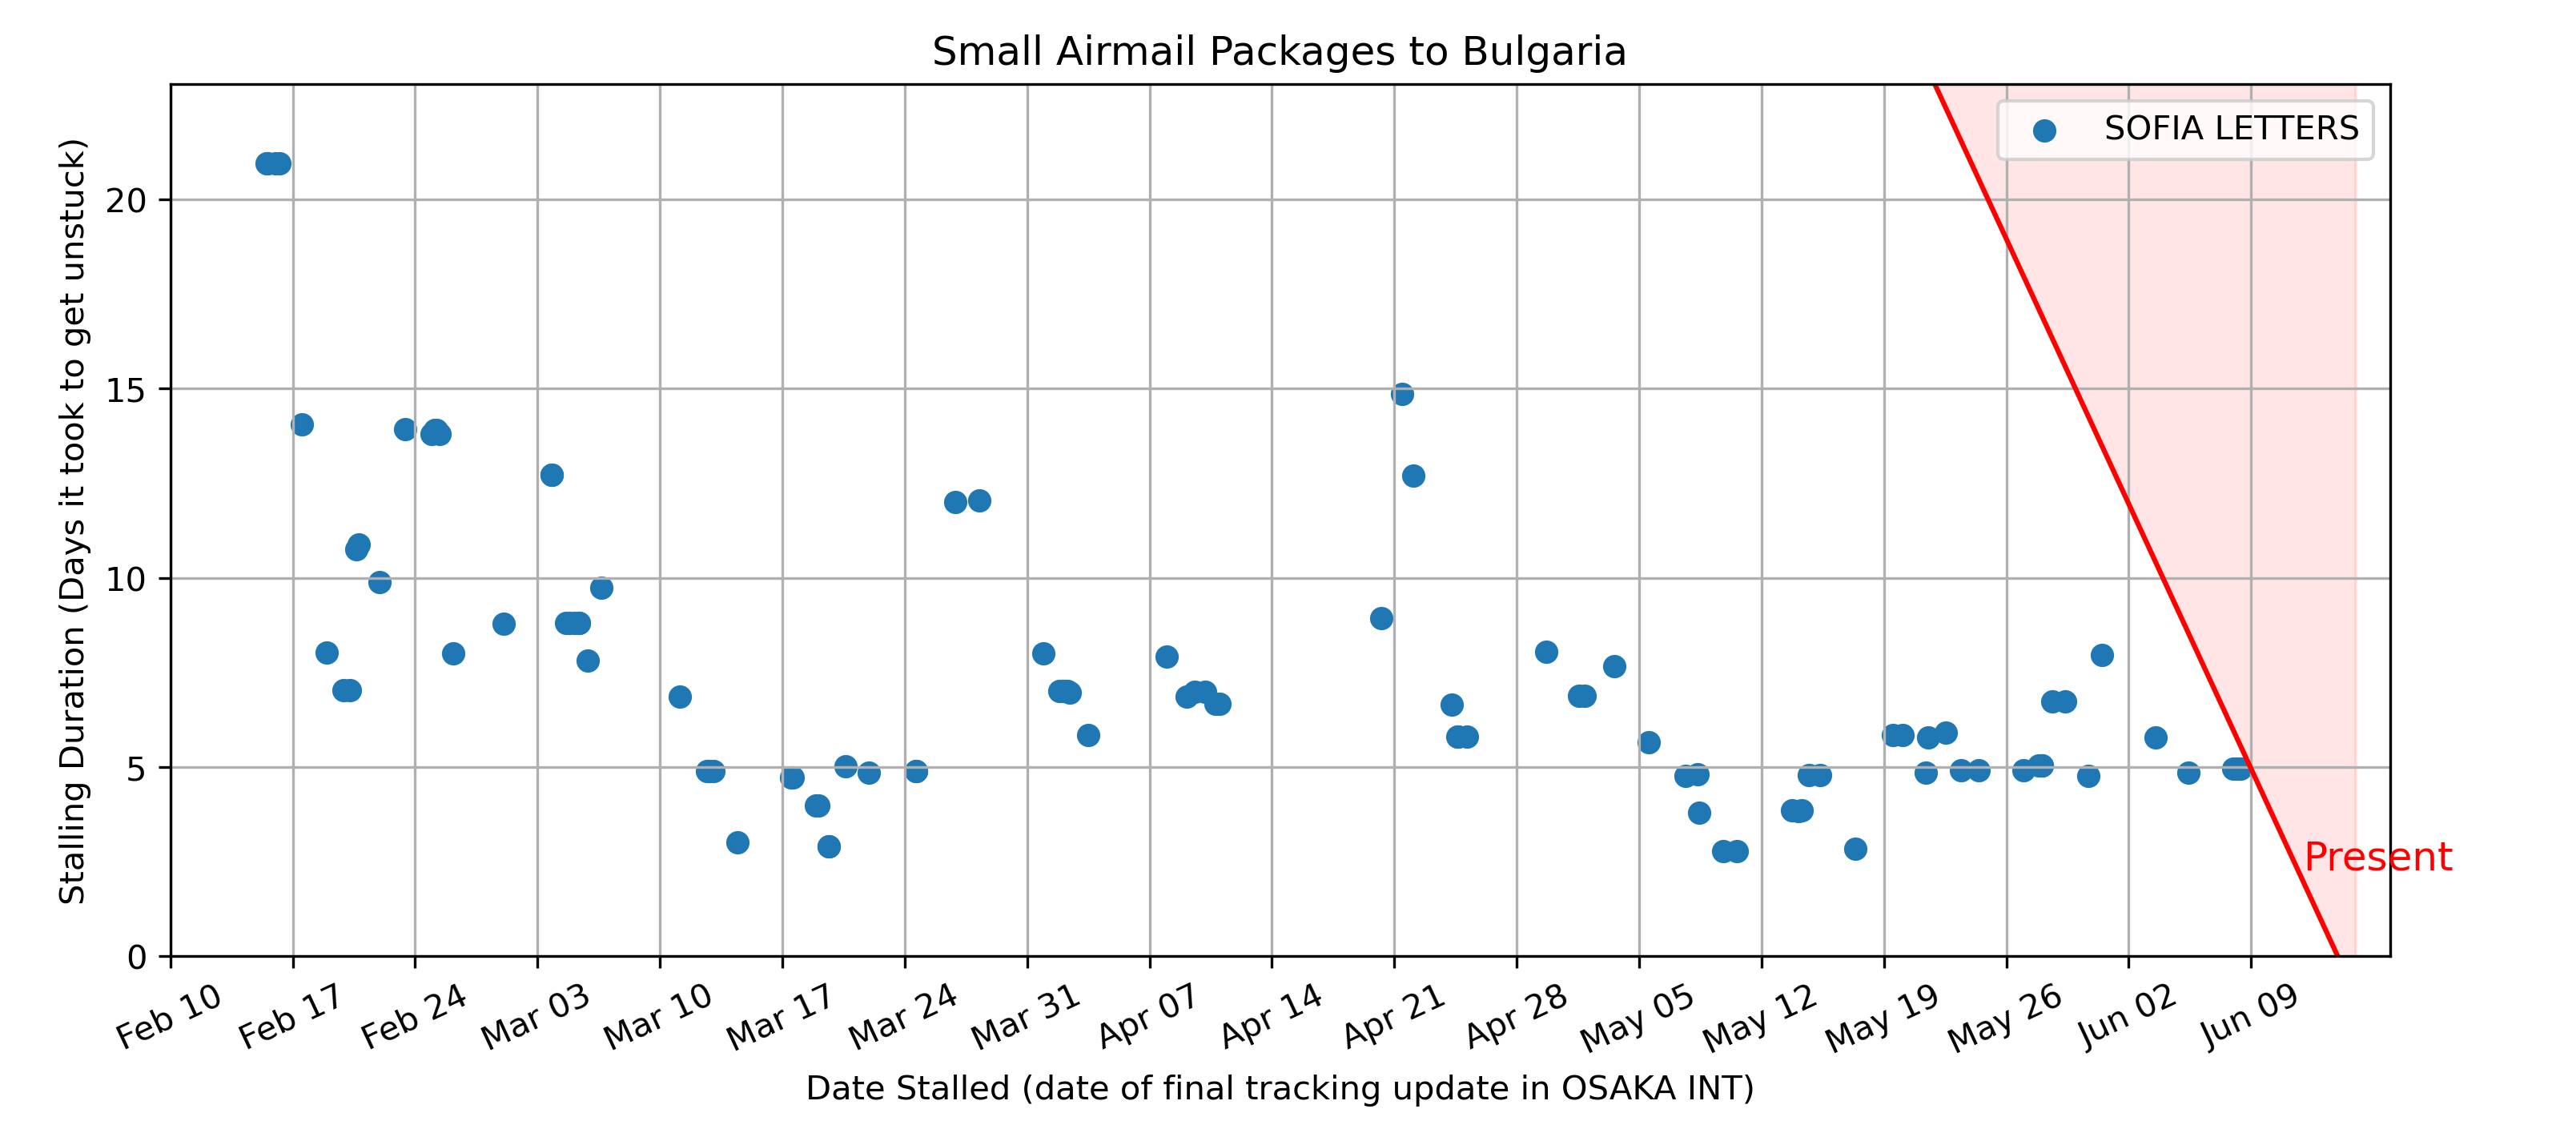 Small Airmail Packages to Bulgaria
SOFIA LETTERS
Stalling Duration (Days it took to get unstuck)
20
15
10
5
0
Present
Feb 10
Feb 17
Feb 24
Mar 03
Mar 10
Mar 17
Mar 24
Mar 31
Apr 07
Apr 14
Apr 21
Apr 28
May 05
May 12
May 19
May 26
Jun 02
Jun 09
Date Stalled (date of final tracking update in OSAKA INT)